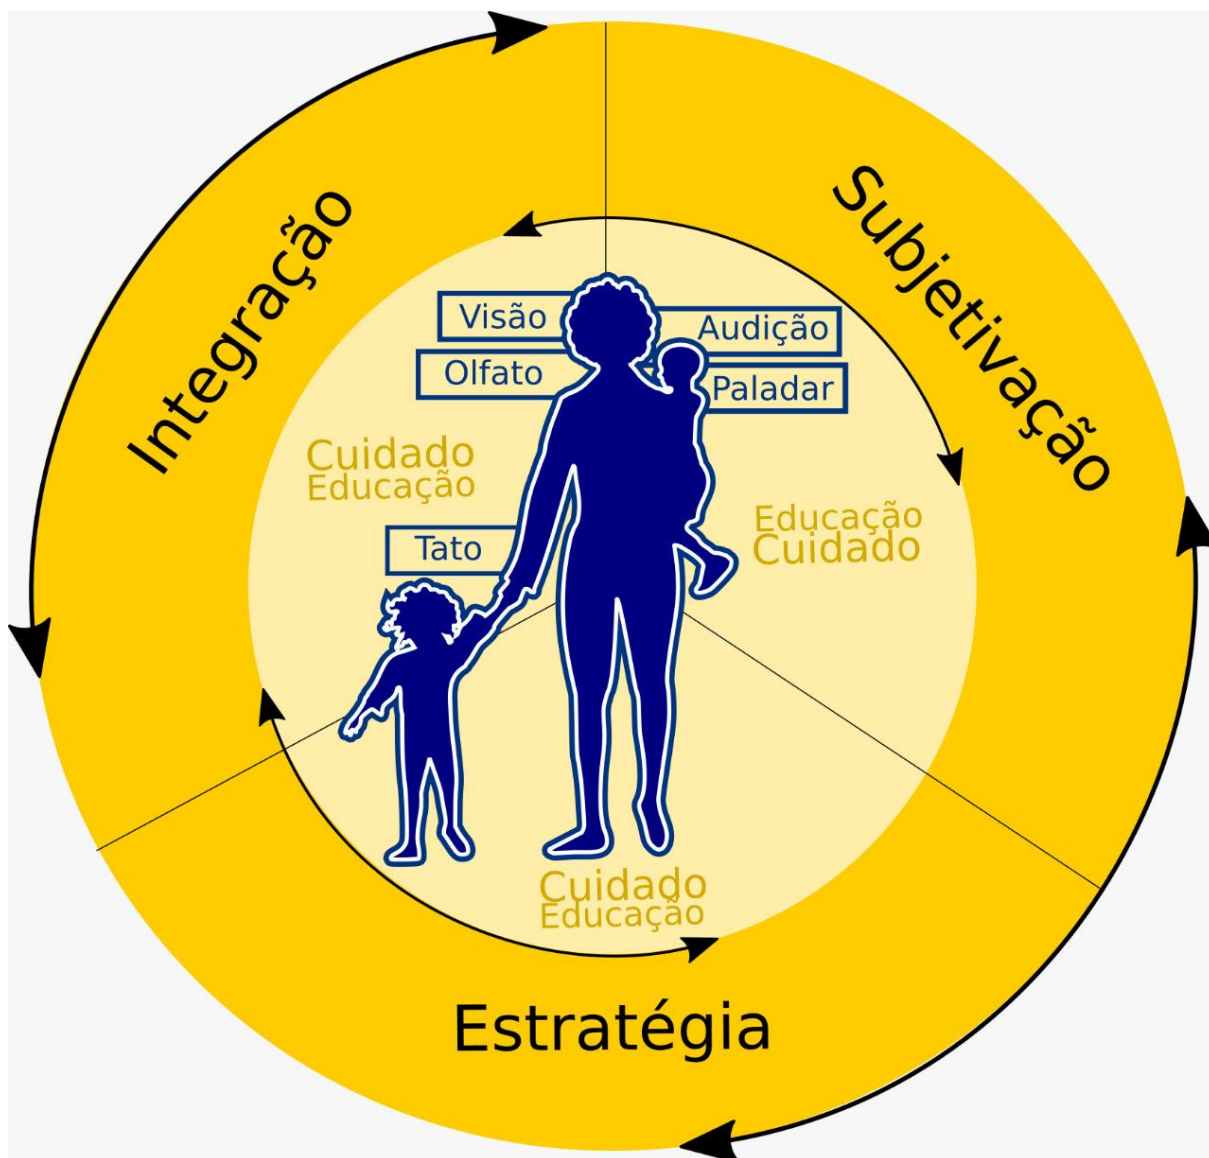 Integração
Subjetivação
Visão
Audição
Olfato
Paladar
Cuidado
Educação
Educação
Cuidado
Tato
Cuidado
Educação
Estratégia